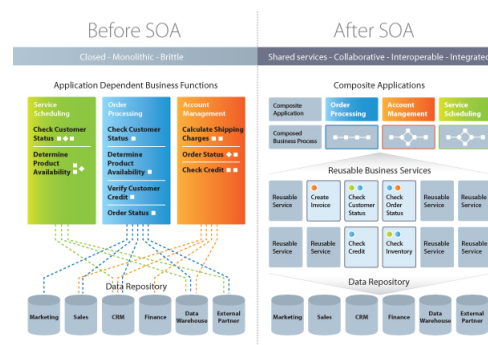 Before SOA
After SOA
Closed - Monolithic - Brittle
Shared services - Collaborative - Interoperable - Integrated
Application Dependent Business Functions
Service
Scheduling
Check Customer
Status
Determine
Product
Availability
Order
Processing
Check Customer
Status
Determine
Product
Availability
Verify Customer
Credit
Order Status
Account
Management
Calculate Shipping
Charges
Order Status
Check Credit
Data Repository
Marketing
Sales
CRM
Finance
Data
Warehouse
External
Partner
Composite Applications
Composite
Application
Order
Processing
Account
Mangement
Service
Scheduling
Composed
Business Process
Reusable Business Services
Reusable
Service
Create
Invoice
Check
Customer
Status
Check
Order
Status
Reusable
Service
Reusable
Service
Reusable
Service
Reusable
Service
Check
Credit
Check
Inventory
Reusable
Service
Reusable
Service
Data Repository
Marketing
Sales
CRM
Finance
Data
Warehouse
External
Partner